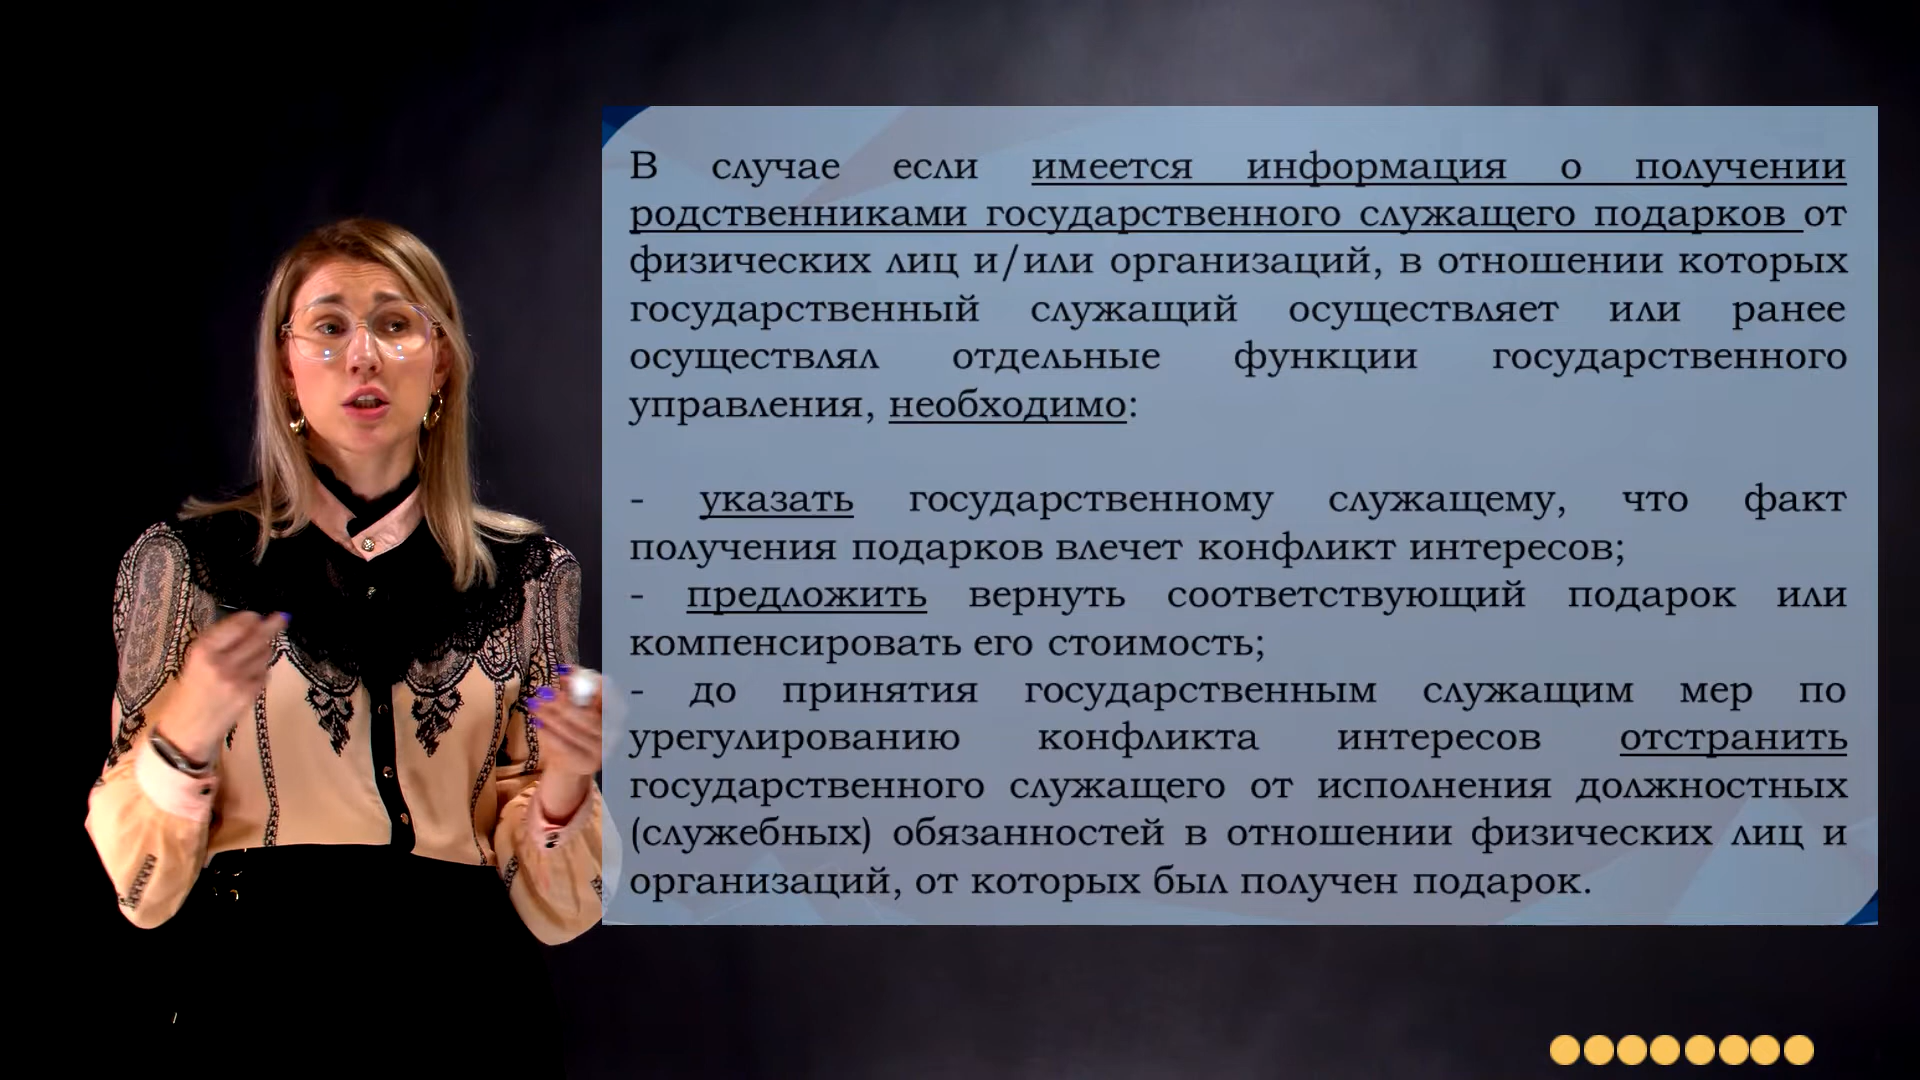 В случае если имеется информация о получении
родственниками государственного служащего подарков от
физических лиц и/или организаций, в отношении которых
государственный служащий осуществляет или ранее
осуществлял отдельные функции государственного
управления, необходимо:
- указать государственному служащему, что факт
получения подарков влечет конфликт интересов;
- предложить вернуть соответствующий подарок или
компенсировать его стоимость;
- до принятия государственным служащим мер по
урегулированию конфликта интересов отстранить
государственного служащего от исполнения должностных
(служебных) обязанностей в отношении физических лиц и
организаций, от которых был получен подарок.